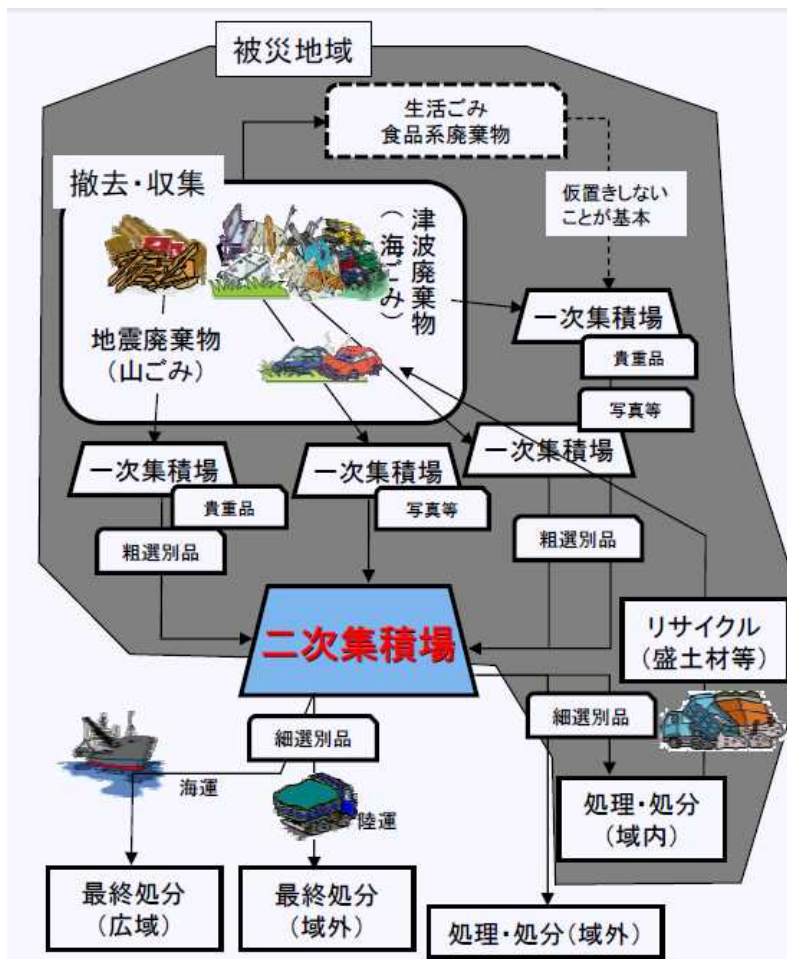 被災地域
生活ごみ
食品系廃棄物
撤去・収集
仮置きしない
ことが基本
津波廃棄物
（海ごみ）
地震廃棄物
（山ごみ）
一次集積場
貴重品
写真等
一次集積場
貴重品
粗選別品
一次集積場
写真等
一次集積場
粗選別品
二次集積場
リサイクル
（盛土材等）
細選別品
細選別品
海運
陸運
処理・処分
（域内）
最終処分
（広域）
最終処分
（域外）
処理・処分（域外）